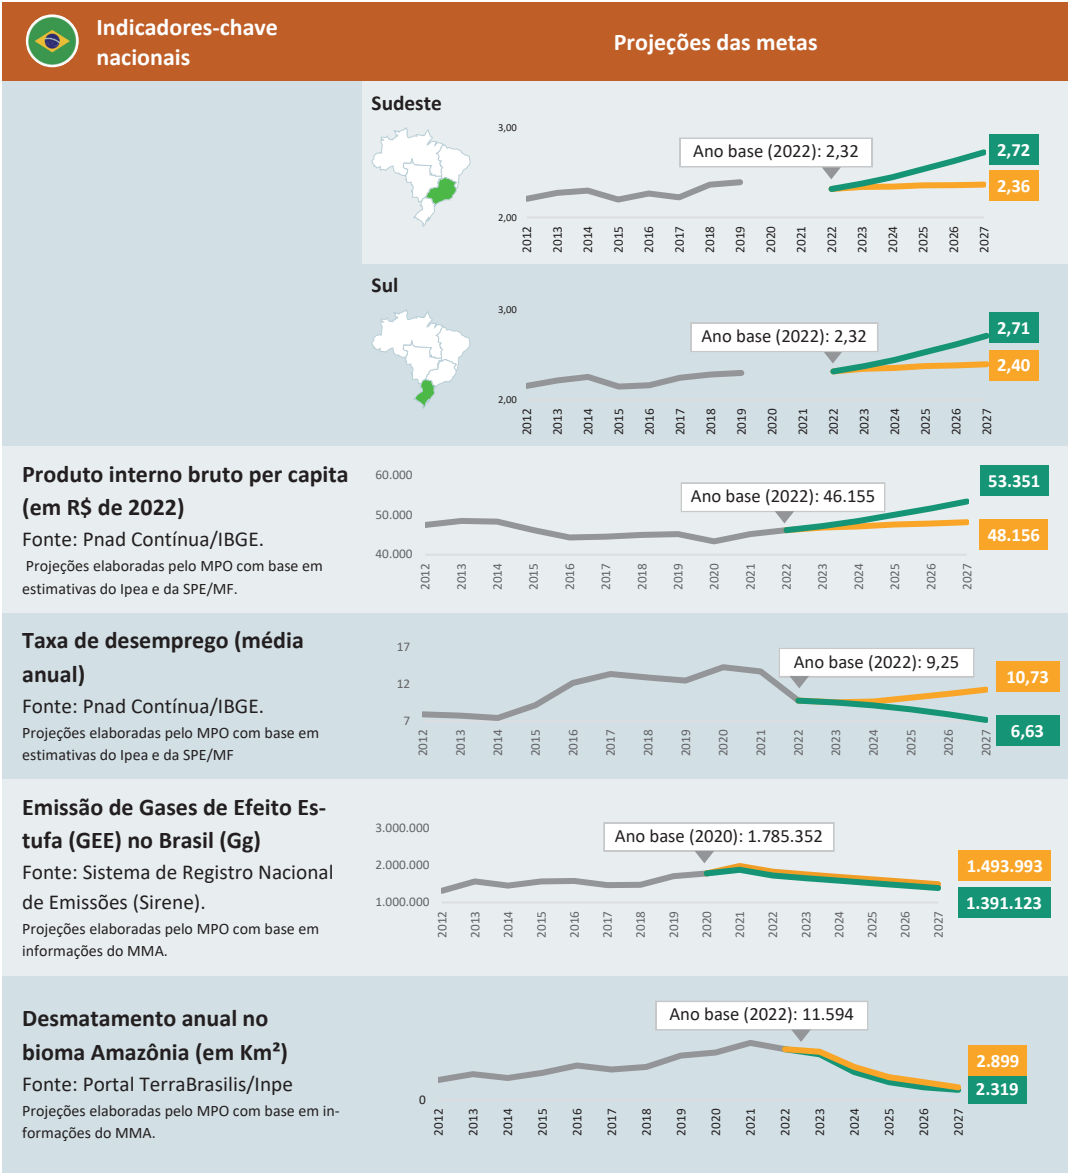 Indicadores-chave
nacionais
Projeções das metas
Sudeste
3,00
2,00
Ano base (2022): 2,32
2,72
2,36
2012 2013 2014 2015 2016 2017 2018 2019 2020 2021 2022 2023 2024 2025 2026 2027
Sul
3,00
2,00
Ano base (2022): 2,32
2,71
2,40
2012 2013 2014 2015 2016 2017 2018 2019 2020 2021 2022 2023 2024 2025 2026 2027
Produto interno bruto per capita
(em R$ de 2022)
Fonte: Pnad Contínua/IBGE.
Projeções elaboradas pelo MPO com base em
estimativas do Ipea e da SPE/MF.
60.000
50.000
40.000
Ano base (2022): 46.155
53.351
48.156
2012 2013 2014 2015 2016 2017 2018 2019 2020 2021 2022 2023 2024 2025 2026 2027
Taxa de desemprego (média
anual)
Fonte: Pnad Contínua/IBGE.
Projeções elaboradas pelo MPO com base em
estimativas do Ipea e da SPE/MF
17
12
7
Ano base (2022): 9,25
10,73
6,63
2012 2013 2014 2015 2016 2017 2018 2019 2020 2021 2022 2023 2024 2025 2026 2027
Emissão de Gases de Efeito Es-
tufa (GEE) no Brasil (Gg)
Fonte: Sistema de Registro Nacional
de Emissões (Sirene).
Projeções elaboradas pelo MPO com base em
informações do MMA.
3.000.000
2.000.000
1.000.000
Ano base (2020): 1.785.352
1.493.993
1.391.123
2012 2013 2014 2015 2016 2017 2018 2019 2020 2021 2022 2023 2024 2025 2026 2027
Desmatamento anual no
bioma Amazônia (em Km²)
Fonte: Portal TerraBrasilis/Inpe
Projeções elaboradas pelo MPO com base em in-
formações do MMA.
0
Ano base (2022): 11.594
2.899
2.319
2012 2013 2014 2015 2016 2017 2018 2019 2020 2021 2022 2023 2024 2025 2026 2027